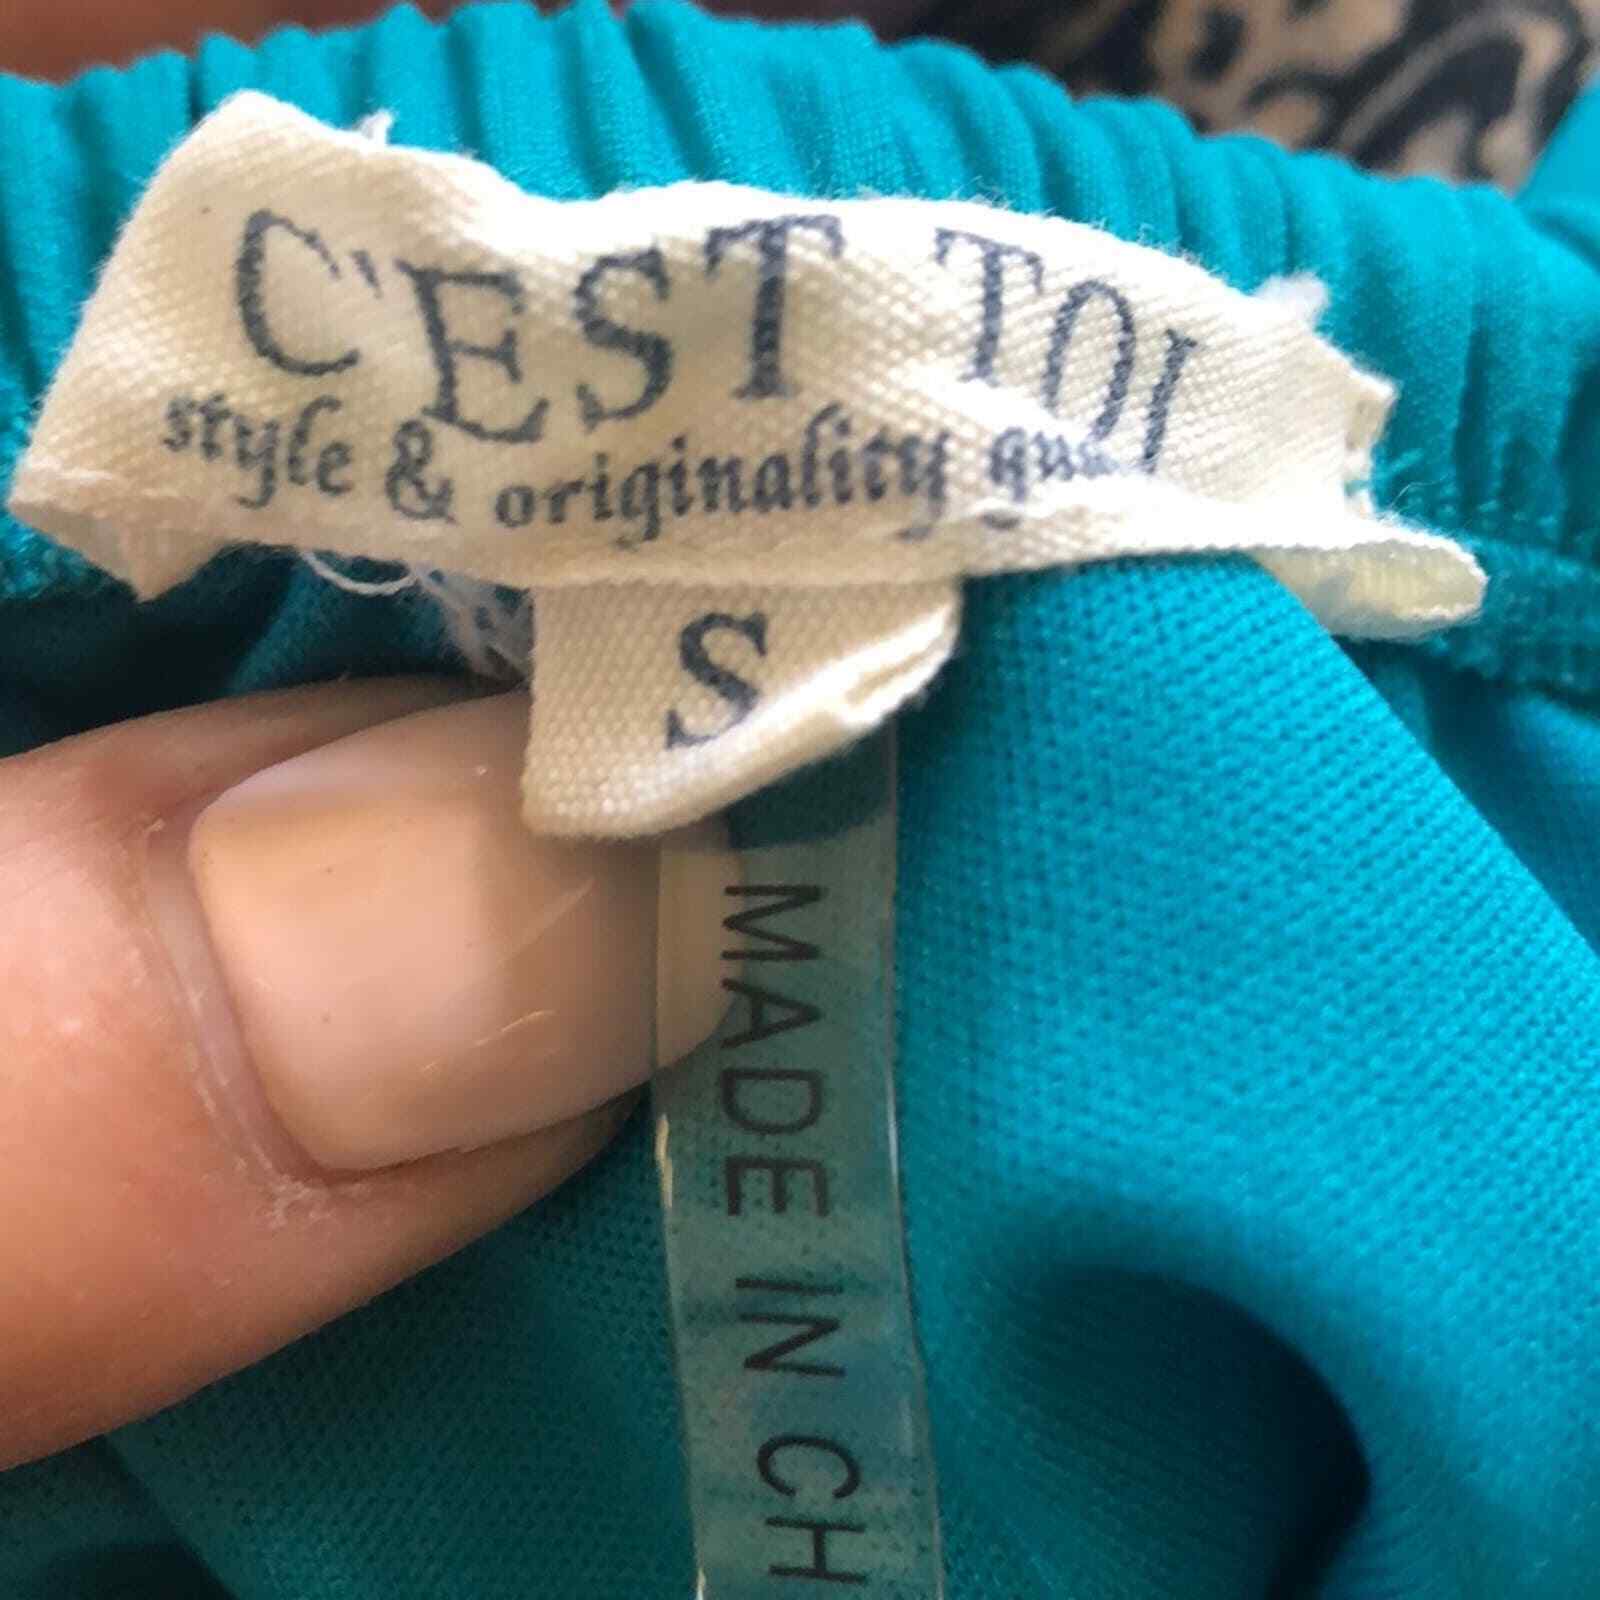 C'EST TOI
style & originality
S
MADE IN CH